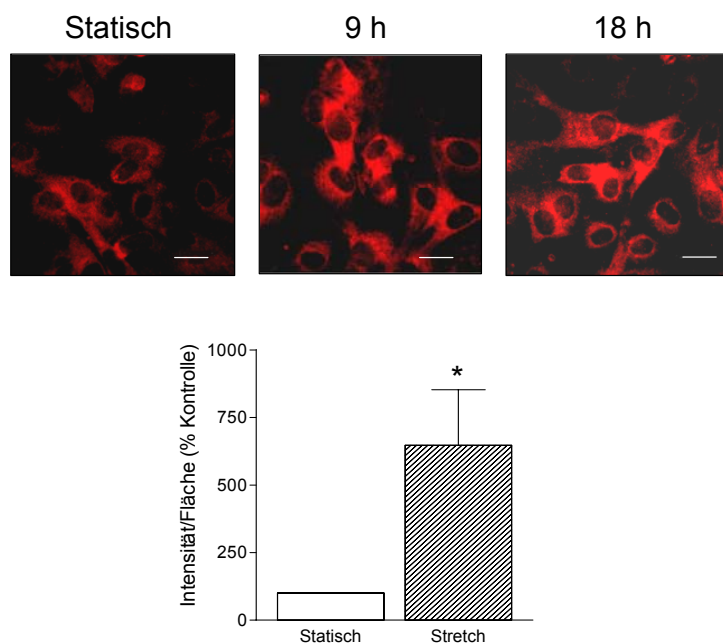 Statisch 9 h 18 h
Intensität/Fläche (% Kontrolle)
1000
750
500
250
0
*
Statisch Stretch